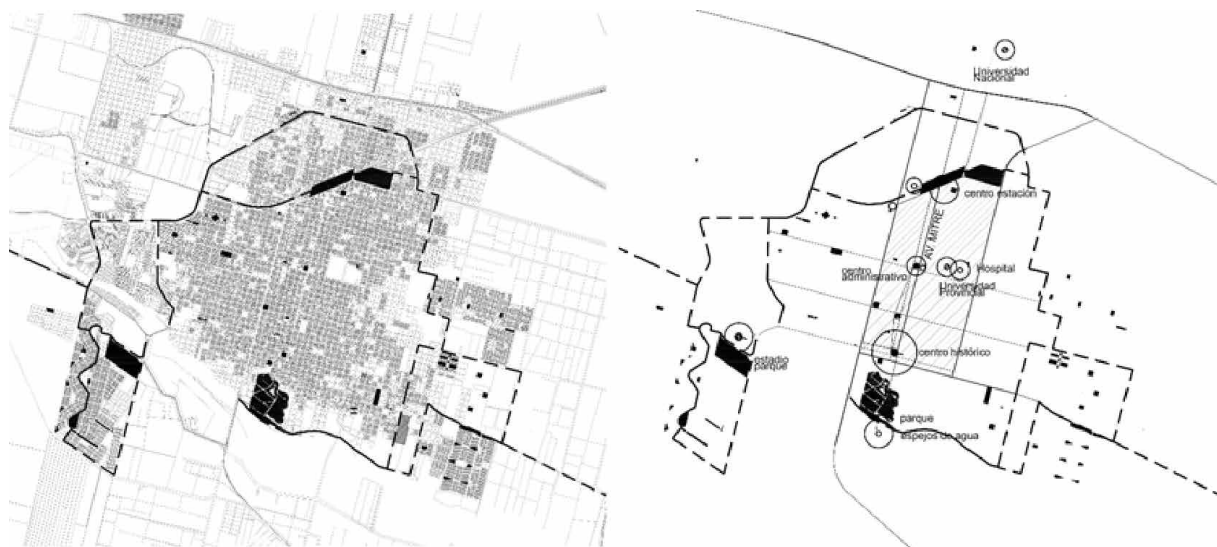 Universidad
Nacional
centro estación
AV. MITRE
centro
administrativo
Hospital
Universidad
Provincial
centro histórico
estadio
parque
parque
espejos de agua